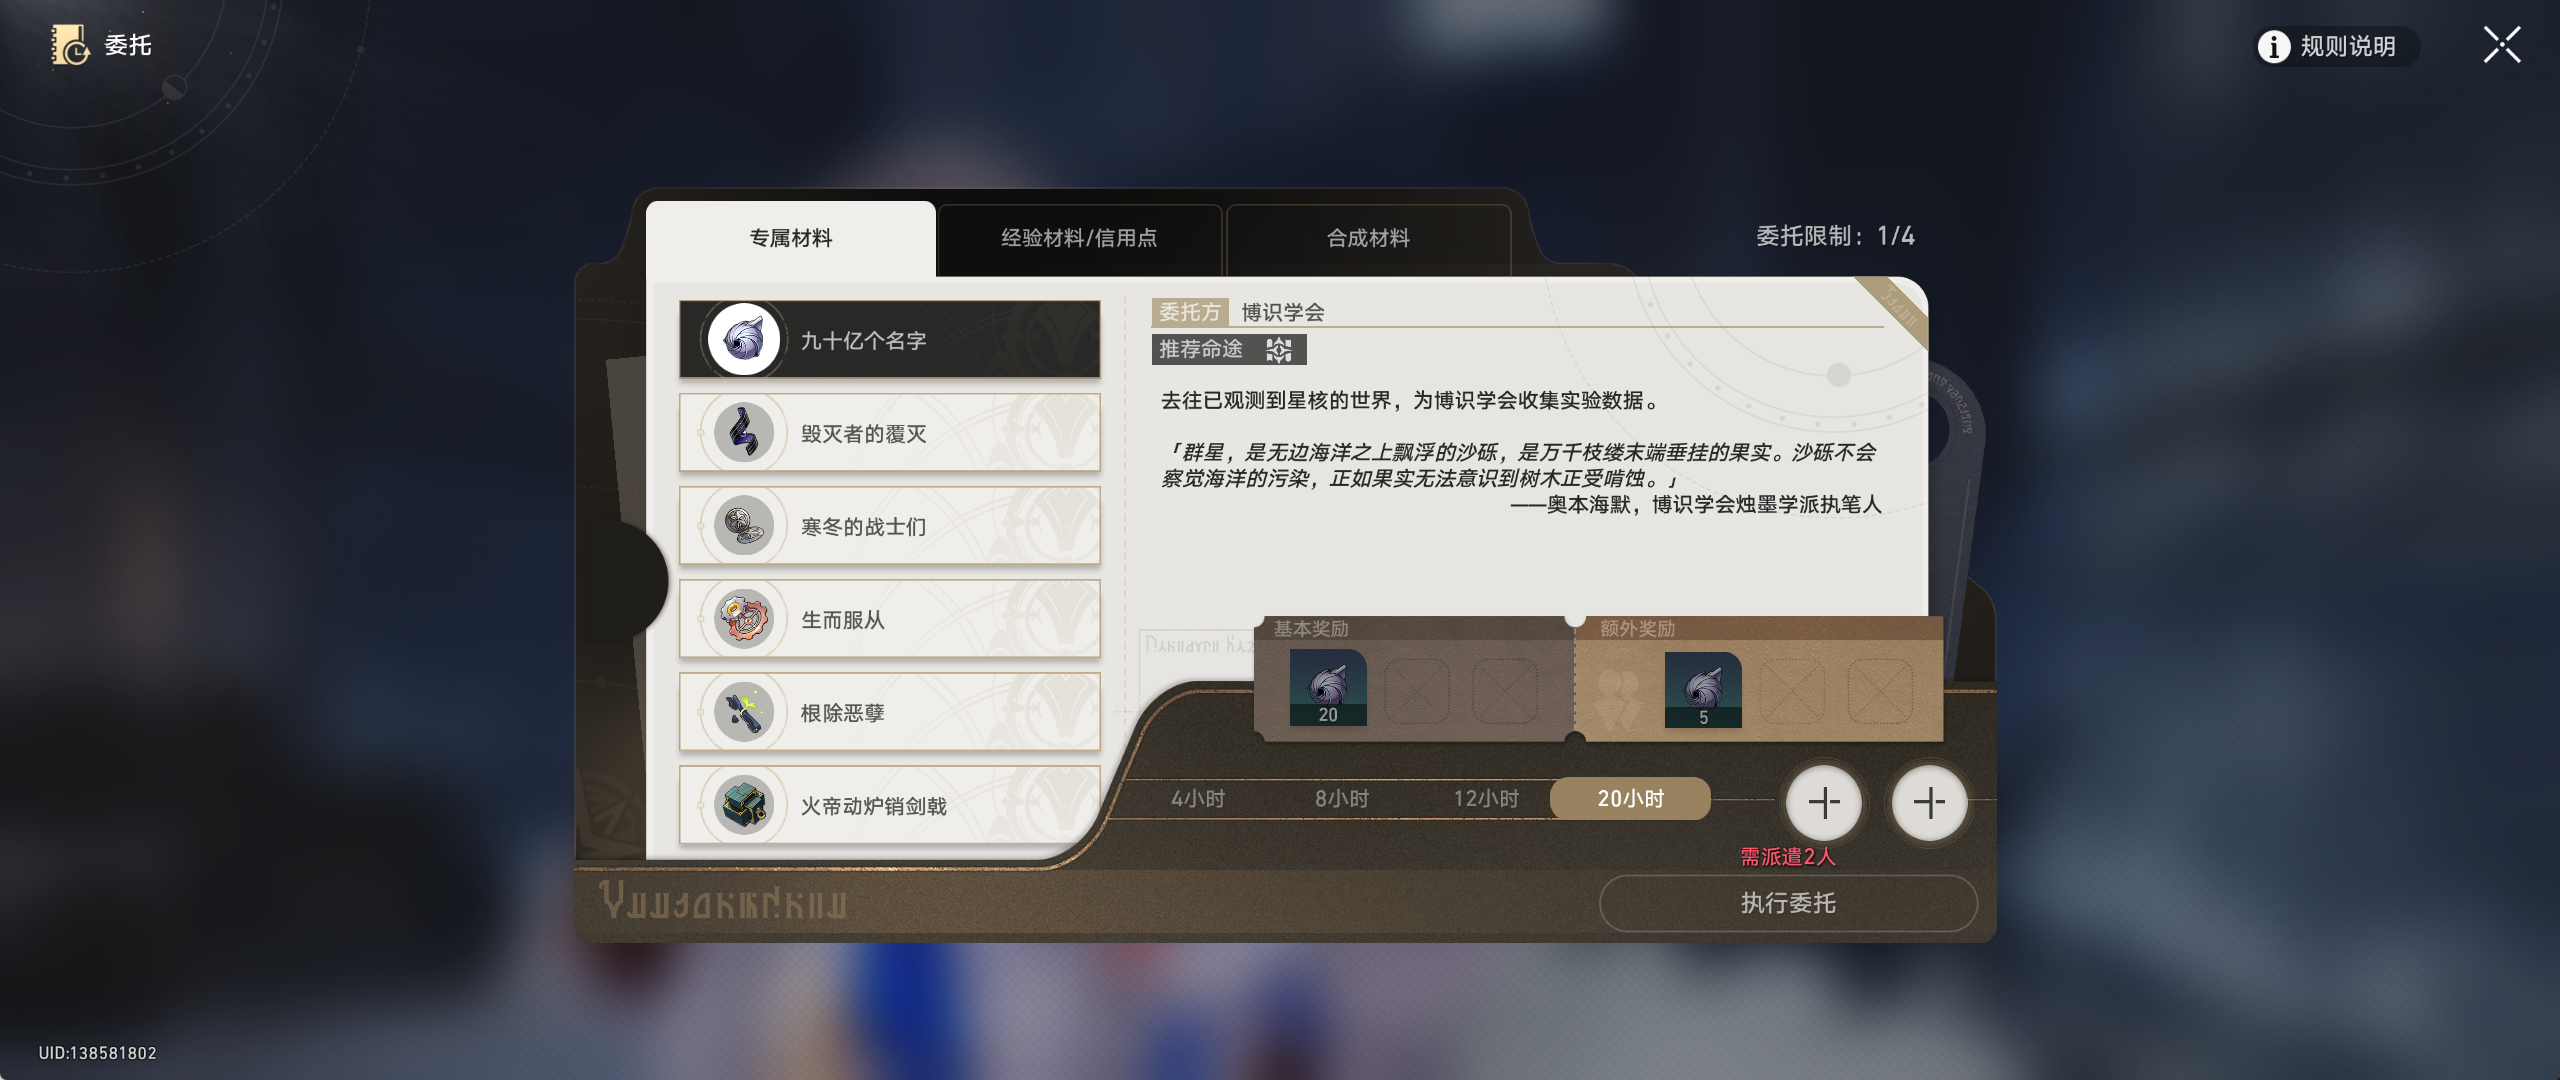 委托
规则说明
专属材料
经验材料/信用点
合成材料
委托限制：1/4
九十亿个名字
毁灭者的覆灭
寒冬的战士们
生而服从
根除恶孽
火帝动炉销剑戟
委托方 博识学会
推荐命途
去往已观测到星核的世界，为博识学会收集实验数据。
「群星，是无边海洋之上飘浮的沙砾，是万千枝缕末端垂挂的果实。沙砾不会
察觉海洋的污染，正如果实无法意识到树木正受啃蚀。」
——奥本海默，博识学会烛墨学派执笔人
基本奖励
额外奖励
20
5
4小时
8小时
12小时
20小时
需派遣2人
执行委托
UID:138581802